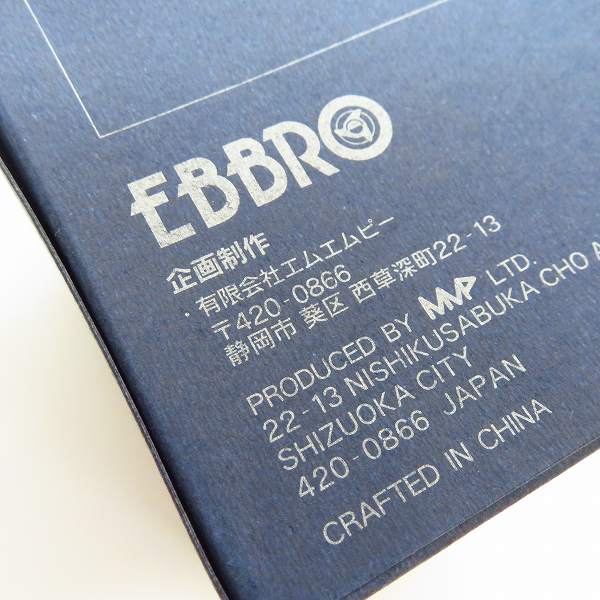 EBBRO
企画制作
・有限会社エムエムピー
〒420-0866
静岡市 葵区 西草深町22-13
PRODUCED BY MMP LTD.
22-13 NISHIKUSABUKA CHO A
SHIZUOKA CITY
420-0866 JAPAN
CRAFTED IN CHINA